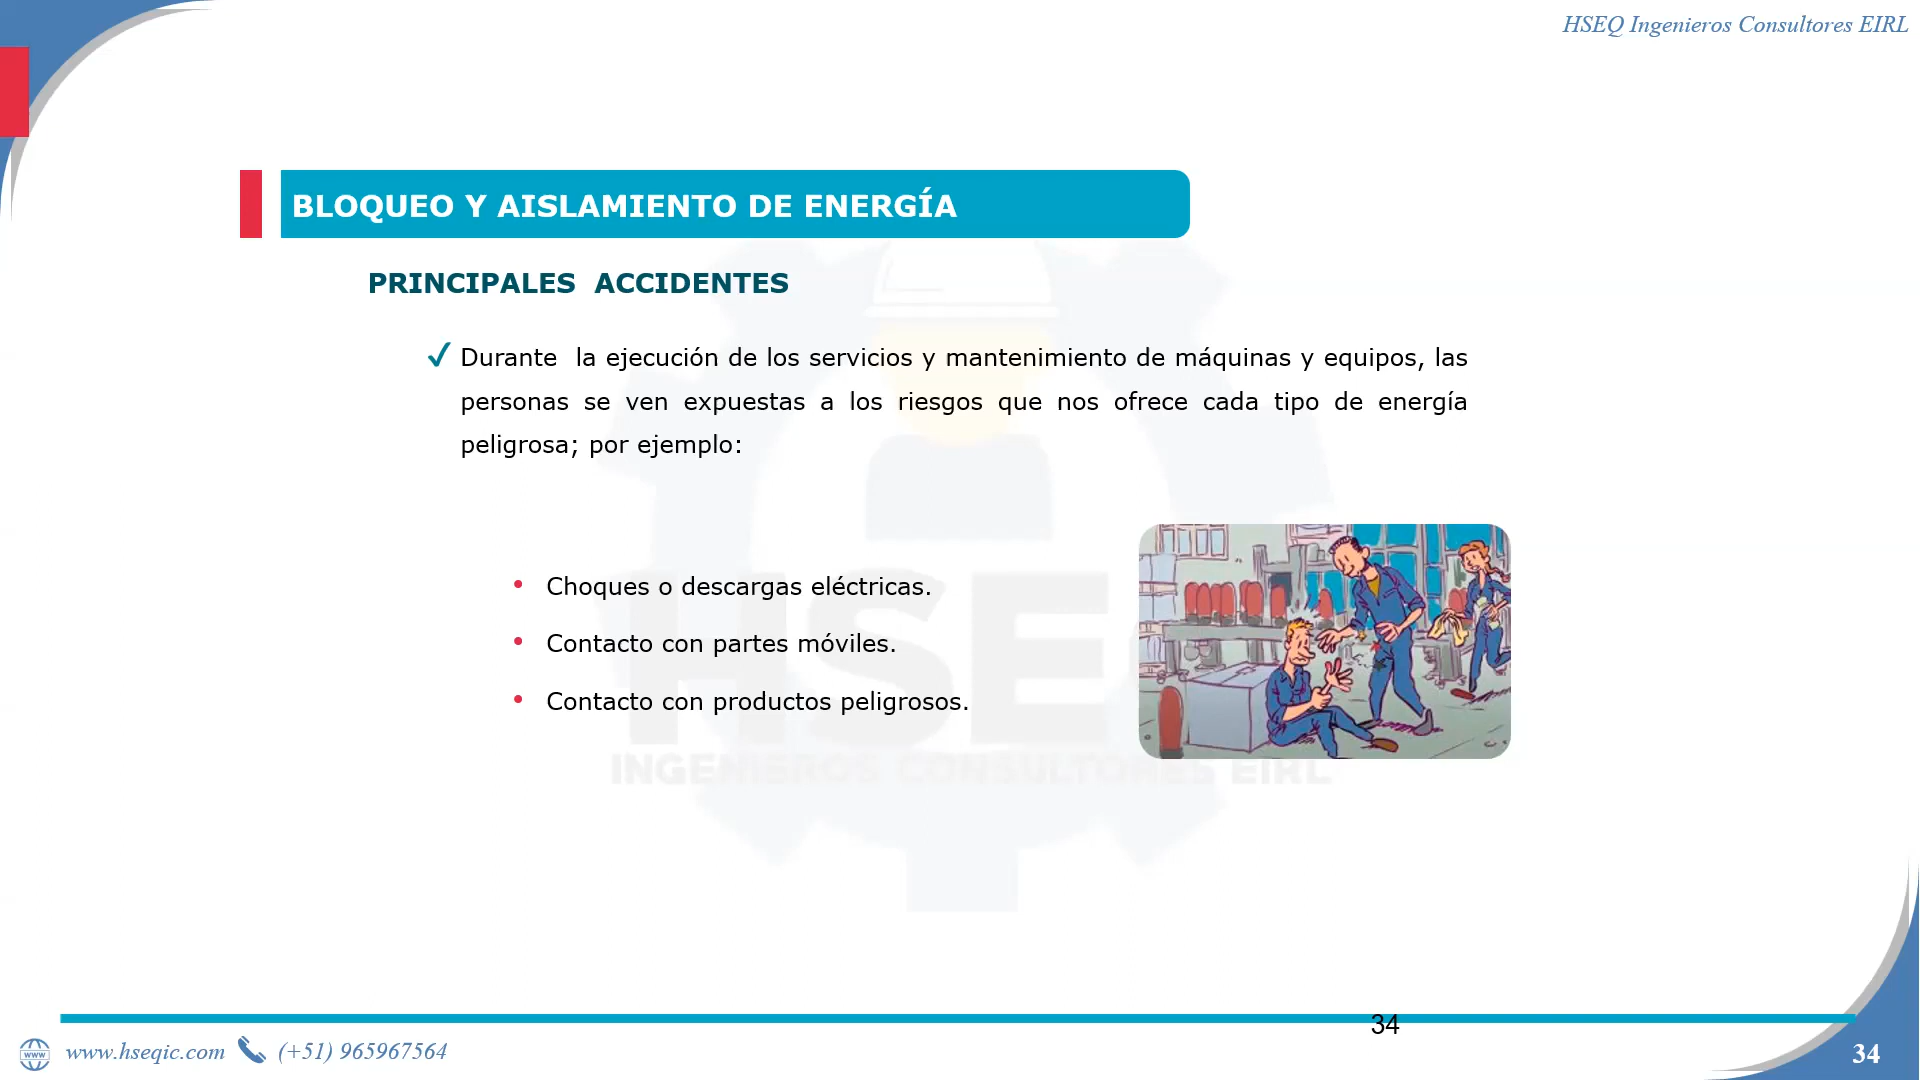 HSEQ Ingenieros Consultores EIRL
BLOQUEO Y AISLAMIENTO DE ENERGÍA
PRINCIPALES ACCIDENTES
✓ Durante la ejecución de los servicios y mantenimiento de máquinas y equipos, las
personas se ven expuestas a los riesgos que nos ofrece cada tipo de energía
peligrosa; por ejemplo:
• Choques o descargas eléctricas.
• Contacto con partes móviles.
• Contacto con productos peligrosos.
HSEQ
INGENIEROS CONSULTORES EIRL
34
www.hseqic.com (+51) 965967564
34